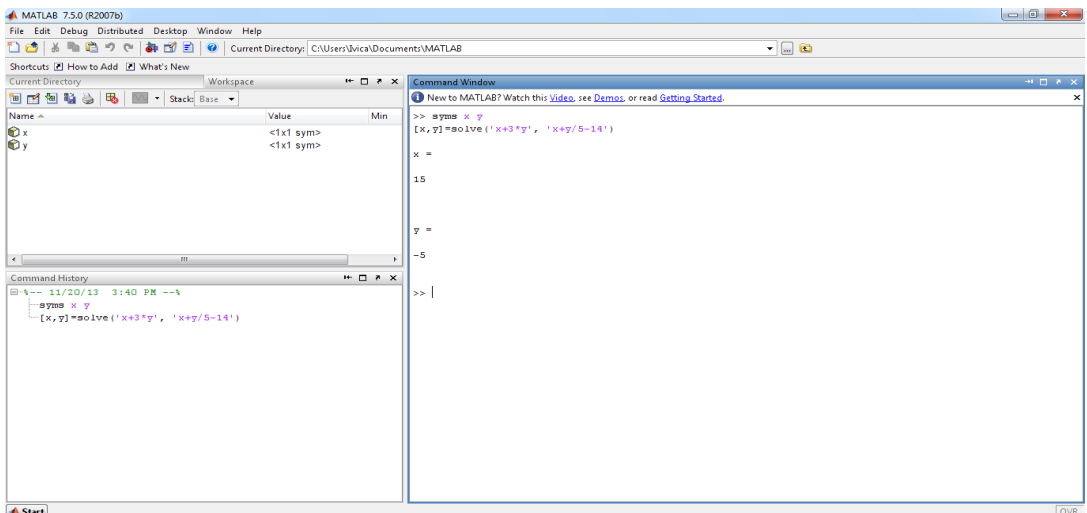 MATLAB 7.5.0 (R2007b)
File Edit Debug Distributed Desktop Window Help
Current Directory: C:\Users\Ivica\Documents\MATLAB
Shortcuts How to Add What's New
Current Directory Workspace
Stack: Base
Name Value Min
x <1x1 sym>
y <1x1 sym>
Command History
%-- 11/20/13 3:40 PM --%
syms x y
[x,y]=solve('x+3*y', 'x+y/5-14')
Command Window
New to MATLAB? Watch this Video, see Demos, or read Getting Started.
>> syms x y
[x,y]=solve('x+3*y', 'x+y/5-14')
x =
15
y =
-5
>>
Start
OVR